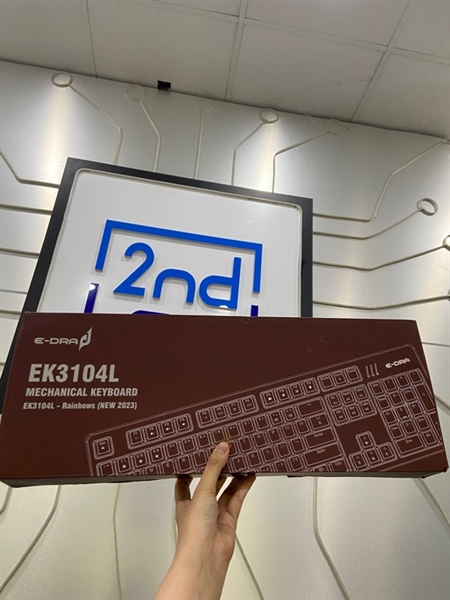 2nd
E-DRA
EK3104L
MECHANICAL KEYBOARD
EK3104L - Rainbows (NEW 2023)
E-DRA